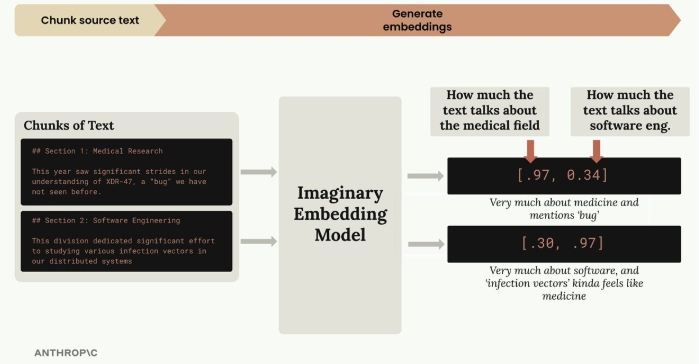 Chunk source text
Generate
embeddings
How much the
text talks about
the medical field
How much the
text talks about
software eng.
Chunks of Text
## Section 1: Medical Research
This year saw significant strides in our
understanding of XDR-47, a "bug" we have
not seen before.
## Section 2: Software Engineering
This division dedicated significant effort
to studying various infection vectors in
our distributed systems
Imaginary
Embedding
Model
[.97, 0.34]
Very much about medicine and
mentions ‘bug’
[.30, .97]
Very much about software, and
‘infection vectors’ kinda feels like
medicine
ANTHROP\C